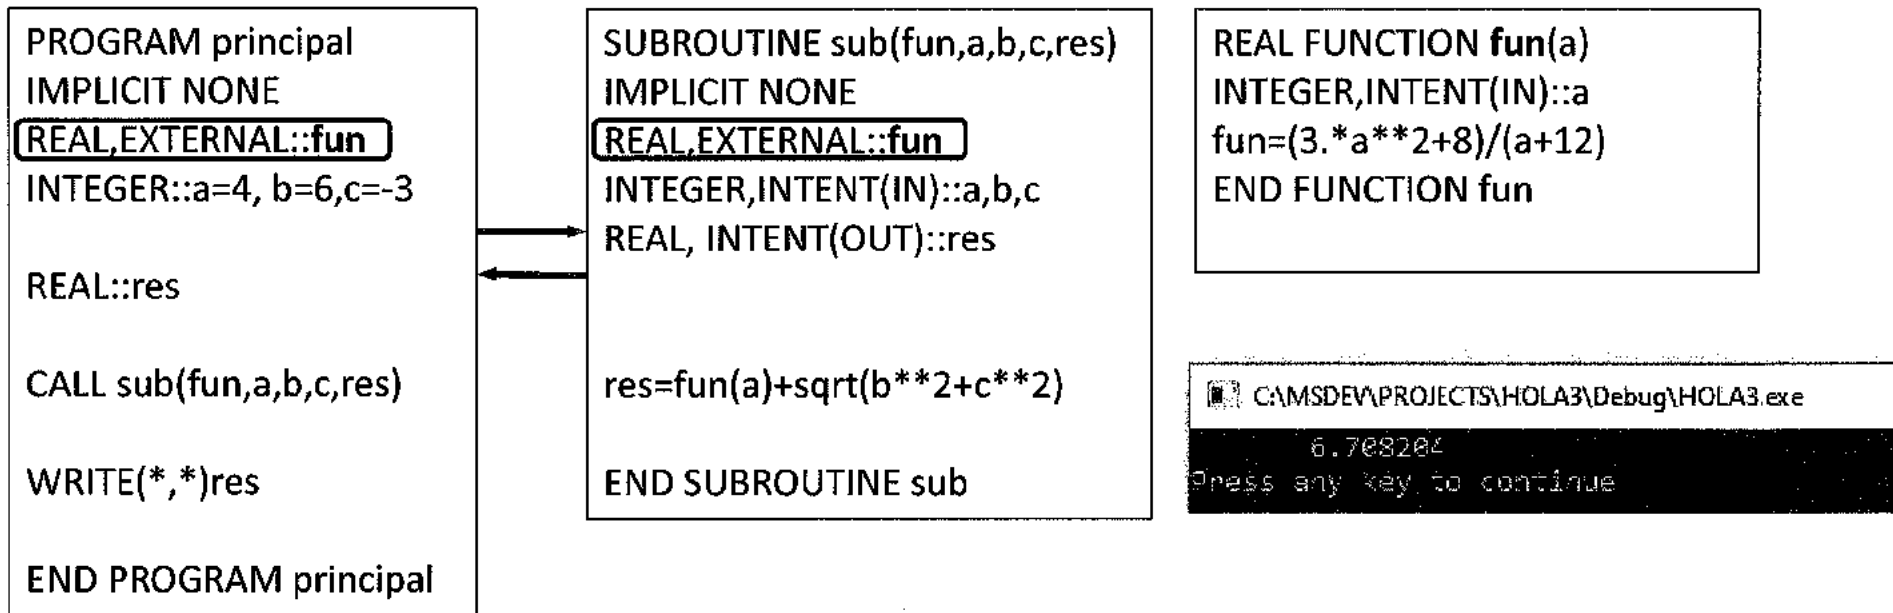 PROGRAM principal
IMPLICIT NONE
REAL,EXTERNAL::fun
INTEGER::a=4, b=6,c=-3
REAL::res
CALL sub(fun,a,b,c,res)
WRITE(*,*)res
END PROGRAM principal
SUBROUTINE sub(fun,a,b,c,res)
IMPLICIT NONE
REAL,EXTERNAL::fun
INTEGER,INTENT(IN)::a,b,c
REAL, INTENT(OUT)::res
res=fun(a)+sqrt(b**2+c**2)
END SUBROUTINE sub
REAL FUNCTION fun(a)
INTEGER,INTENT(IN)::a
fun=(3.*a**2+8)/(a+12)
END FUNCTION fun
C:\MSDEV\PROJECTS\HOLA3\Debug\HOLA3.exe
6.708204
Press any key to continue